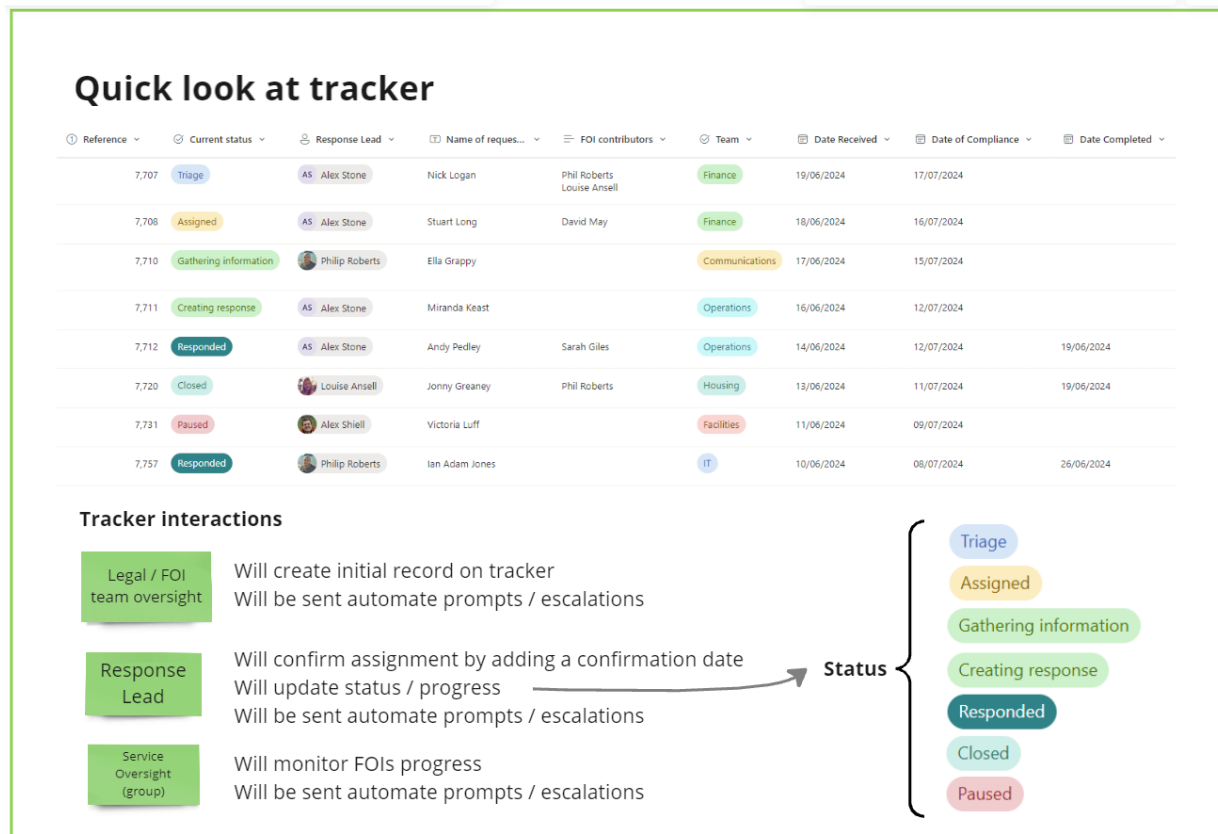 Quick look at tracker
Reference Current status Response Lead Name of reques... FOI contributors Team Date Received Date of Compliance Date Completed
7,707 Triage AS Alex Stone Nick Logan Phil Roberts Finance 19/06/2024 17/07/2024
Louise Ansell
7,708 Assigned AS Alex Stone Stuart Long David May Finance 18/06/2024 16/07/2024
7,710 Gathering information Philip Roberts Ella Grappy Communications 17/06/2024 15/07/2024
7,711 Creating response AS Alex Stone Miranda Keast Operations 16/06/2024 12/07/2024
7,712 Responded AS Alex Stone Andy Pedley Sarah Giles Operations 14/06/2024 12/07/2024 19/06/2024
7,720 Closed Louise Ansell Jonny Greaney Phil Roberts Housing 13/06/2024 11/07/2024 19/06/2024
7,731 Paused Alex Shiell Victoria Luff Facilities 11/06/2024 09/07/2024
7,757 Responded Philip Roberts Ian Adam Jones IT 10/06/2024 08/07/2024 26/06/2024
Tracker interactions
Legal / FOI
team oversight
Will create initial record on tracker
Will be sent automate prompts / escalations
Response
Lead
Will confirm assignment by adding a confirmation date
Will update status / progress
Will be sent automate prompts / escalations
Service
Oversight
(group)
Will monitor FOIs progress
Will be sent automate prompts / escalations
Status
Triage
Assigned
Gathering information
Creating response
Responded
Closed
Paused